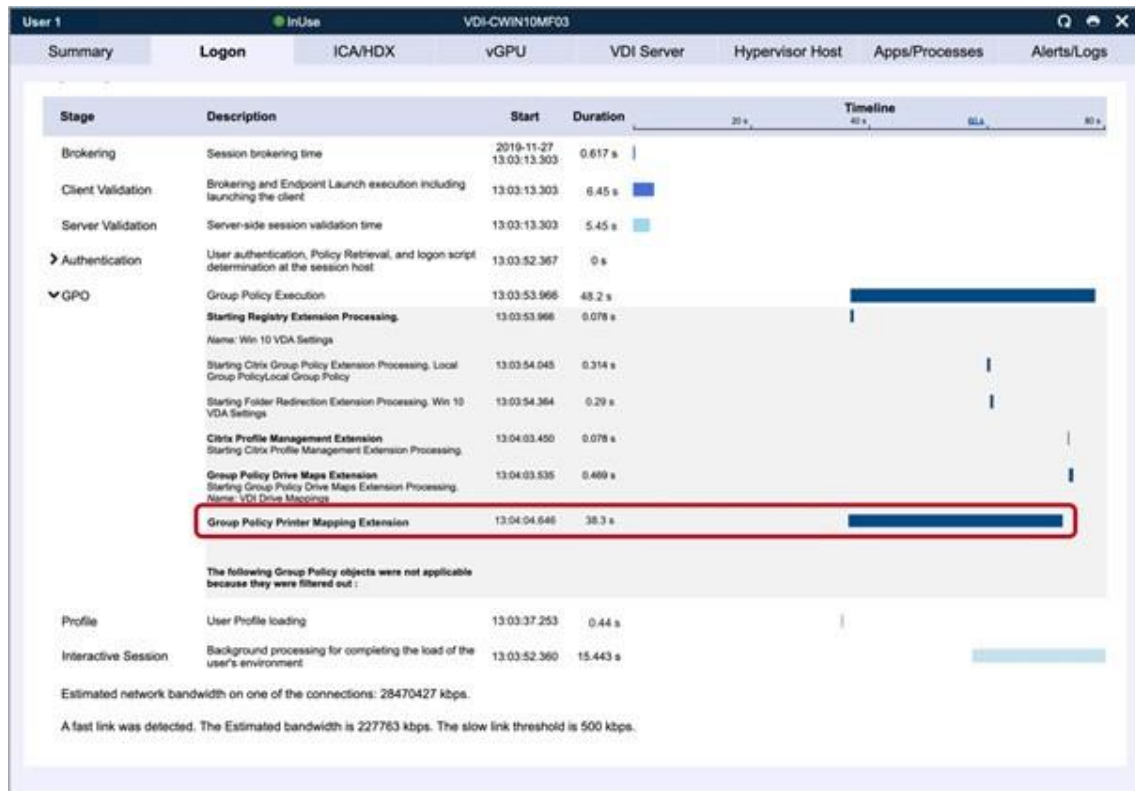 User 1 InUse VDI-CWIN10MF03
Summary Logon ICA/HDX vGPU VDI Server Hypervisor Host Apps/Processes Alerts/Logs
Stage Description Start Duration Timeline
20 s 40 s 80 s
Brokering Session brokering time 2019-11-27 13:03:13.303 0.617 s
Client Validation Brokering and Endpoint Launch execution including
launching the client 13:03:13.303 6.45 s
Server Validation Server-side session validation time 13:03:13.303 5.45 s
Authentication User authentication, Policy Retrieval, and logon script
determination at the session host 13:03:52.367 0 s
GPO Group Policy Execution 13:03:53.966 48.2 s
Starting Registry Extension Processing. 13:03:53.966 0.078 s
Name: Win 10 VDA Settings
Starting Citrix Group Policy Extension Processing. Local
Group PolicyLocal Group Policy 13:03:54.045 0.314 s
Starting Folder Redirection Extension Processing. Win 10
VDA Settings 13:03:54.364 0.29 s
Citrix Profile Management Extension 13:04:03.450 0.078 s
Starting Citrix Profile Management Extension Processing.
Group Policy Drive Maps Extension 13:04:03.535 0.469 s
Starting Group Policy Drive Maps Extension Processing.
Name: VDI Drive Mappings
Group Policy Printer Mapping Extension 13:04:04.646 38.3 s
The following Group Policy objects were not applicable
because they were filtered out :
Profile User Profile loading 13:03:37.253 0.44 s
Interactive Session Background processing for completing the load of the
user's environment 13:03:52.360 15.443 s
Estimated network bandwidth on one of the connections: 28470427 kbps.
A fast link was detected. The Estimated bandwidth is 227763 kbps. The slow link threshold is 500 kbps.